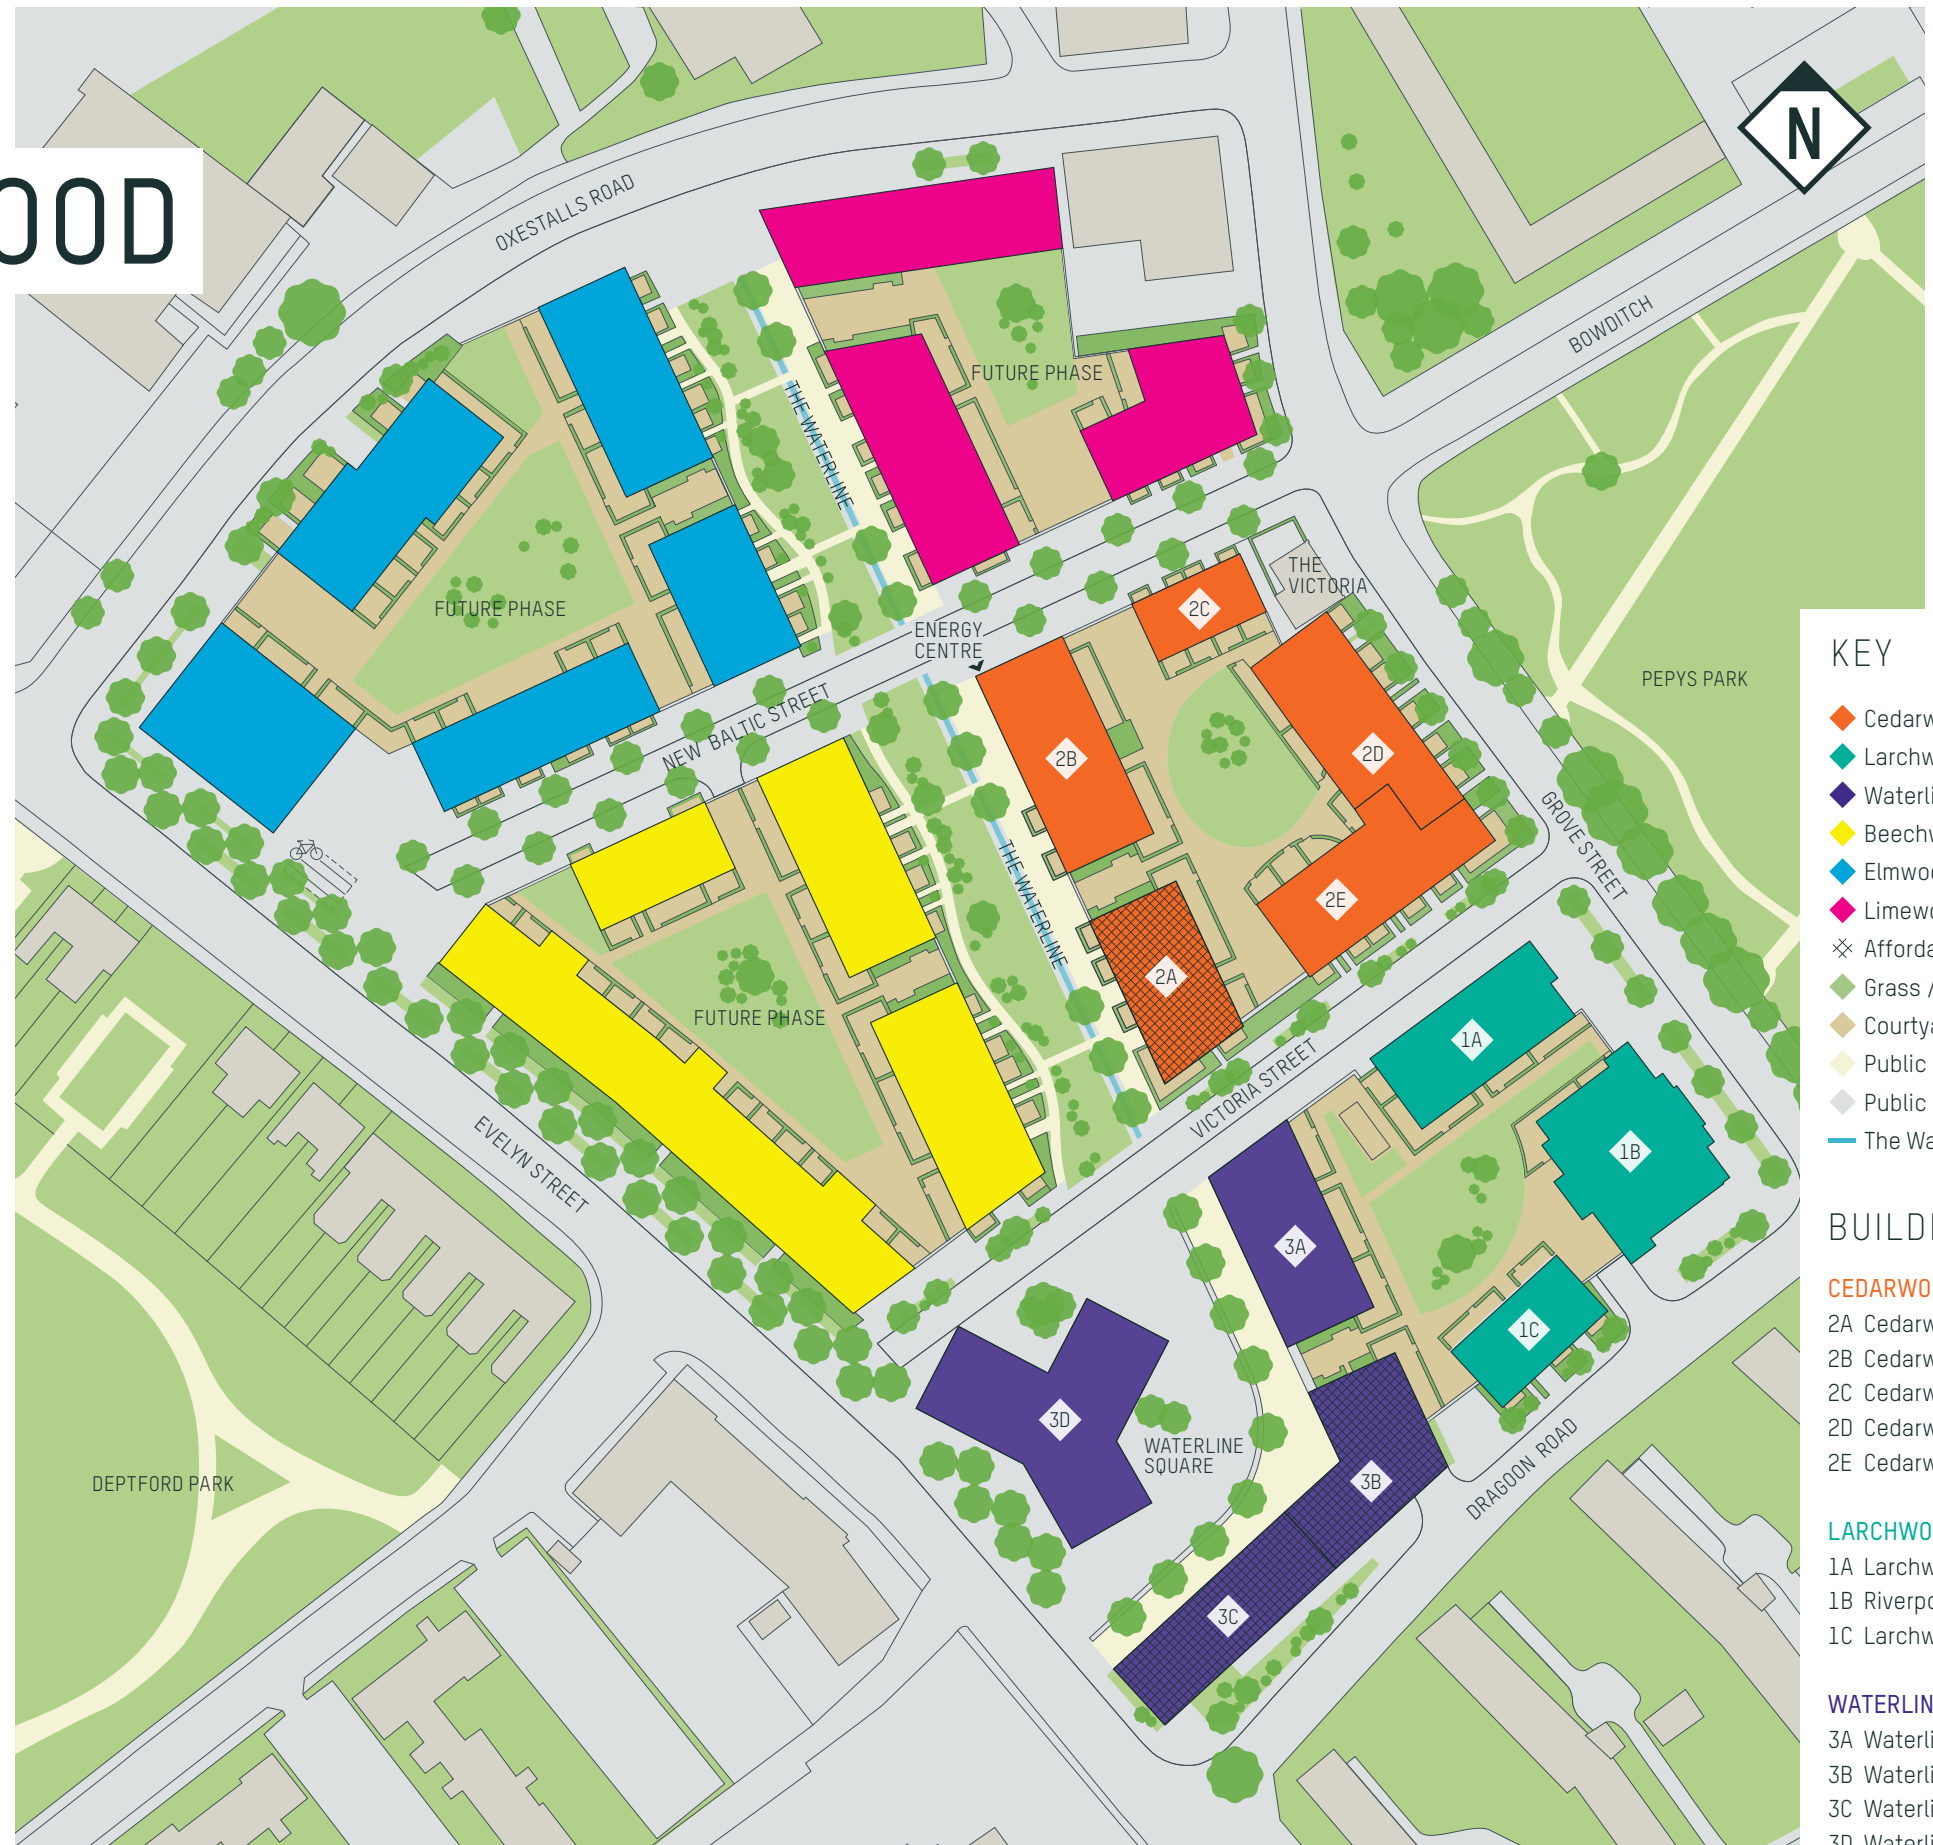 OOD
N
OXESTALLS ROAD
BOWDITCH
THE WATERLINE
FUTURE PHASE
FUTURE PHASE
THE
VICTORIA
ENERGY
CENTRE
2C
PEPYS PARK
NEW BALTIC STREET
2B
2D
GROVE STREET
THE WATERLINE
2E
2A
FUTURE PHASE
1A
VICTORIA STREET
EVELYN STREET
1B
3A
1C
3D
WATERLINE
SQUARE
3B
DRAGOON ROAD
DEPTFORD PARK
3C
KEY
Cedarw
Larchw
Waterli
Beechw
Elmwoo
Limewo
Afforda
Grass /
Courtya
Public
Public
The Wa
BUILDI
CEDARWO
2A Cedarw
2B Cedarw
2C Cedarw
2D Cedarw
2E Cedarw
LARCHWO
1A Larchw
1B Riverpo
1C Larchw
WATERLIN
3A Waterli
3B Waterli
3C Waterli
3D Waterli